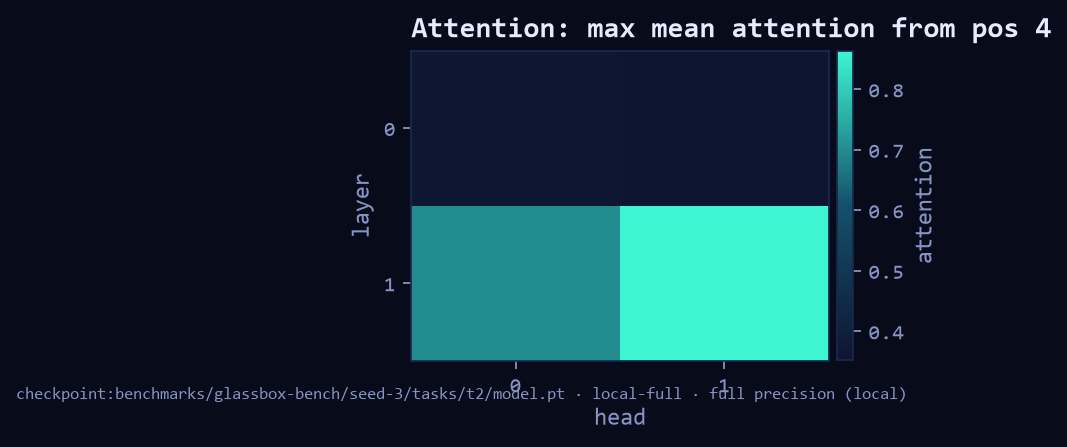 Attention: max mean attention from pos 4
0.8
0
0.7
layer
0.6
attention
0.5
1
0.4
0 1
checkpoint:benchmarks/glassbox-bench/seed-3/tasks/t2/model.pt · local-full · full precision (local)
head